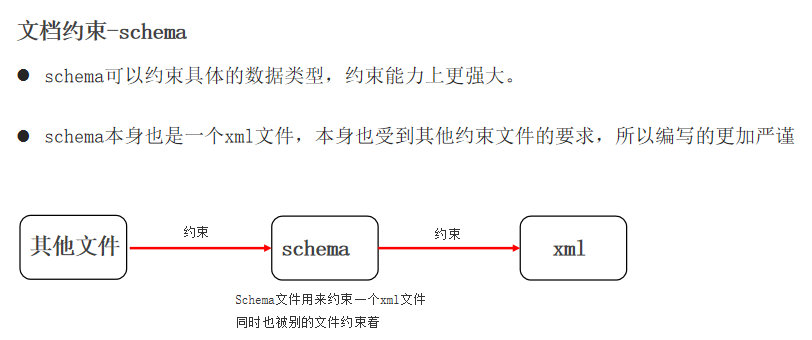 文档约束-schema
● schema可以约束具体的数据类型，约束能力上更强大。
● schema本身也是一个xml文件，本身也受到其他约束文件的要求，所以编写的更加严谨
其他文件
约束
schema
约束
xml
Schema文件用来约束一个xml文件
同时也被别的文件约束着